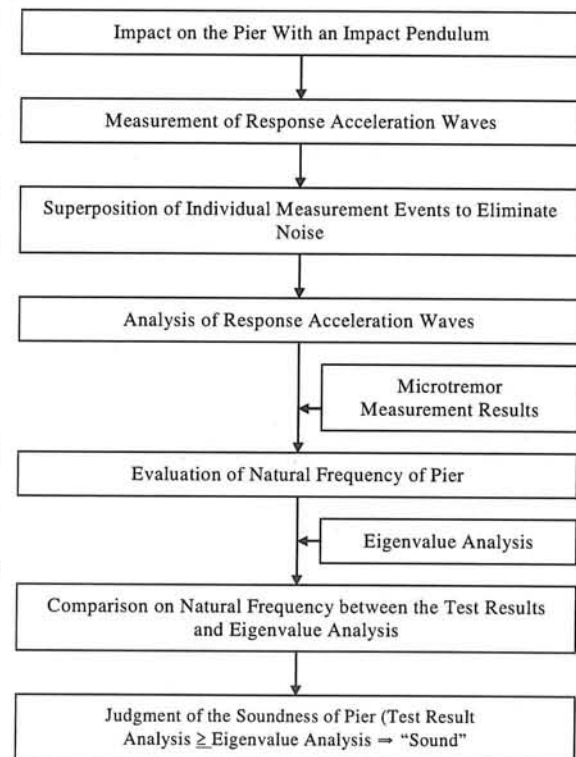 Impact on the Pier With an Impact Pendulum
Measurement of Response Acceleration Waves
Superposition of Individual Measurement Events to Eliminate
Noise
Analysis of Response Acceleration Waves
Microtremor
Measurement Results
Evaluation of Natural Frequency of Pier
Eigenvalue Analysis
Comparison on Natural Frequency between the Test Results
and Eigenvalue Analysis
Judgment of the Soundness of Pier (Test Result
Analysis ≧ Eigenvalue Analysis ⇒ “Sound”